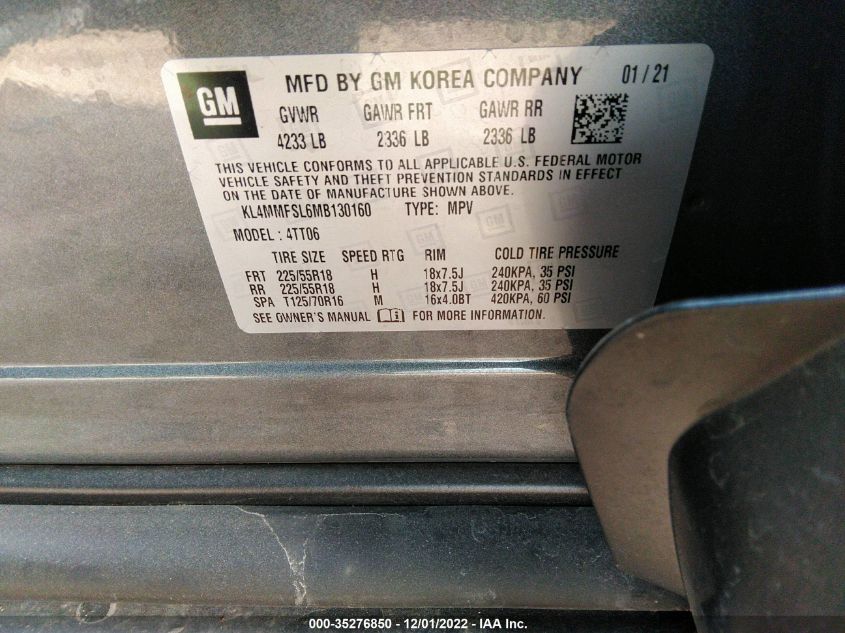 GM
MFD BY GM KOREA COMPANY 01 / 21
GVWR GAWR FRT GAWR RR
4233 LB 2336 LB 2336 LB
THIS VEHICLE CONFORMS TO ALL APPLICABLE U.S. FEDERAL MOTOR
VEHICLE SAFETY AND THEFT PREVENTION STANDARDS IN EFFECT
ON THE DATE OF MANUFACTURE SHOWN ABOVE.
KL4MMFSL6MB130160 TYPE: MPV
MODEL : 4TT06
TIRE SIZE SPEED RTG RIM COLD TIRE PRESSURE
FRT 225/55R18 H 18x7.5J 240KPA, 35 PSI
RR 225/55R18 H 18x7.5J 240KPA, 35 PSI
SPA T125/70R16 M 16x4.0BT 420KPA, 60 PSI
SEE OWNER'S MANUAL FOR MORE INFORMATION.
000-35276850 - 12/01/2022 - IAA Inc.